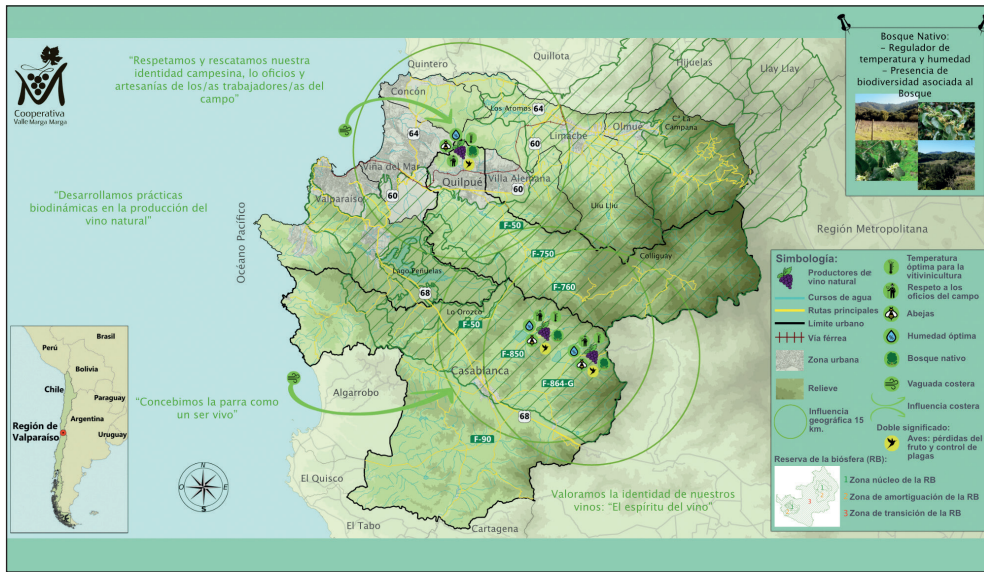 Cooperativa
Valle Marga Marga
"Respetamos y rescatamos nuestra
identidad campesina, lo oficios y
artesanías de los/as trabajadores/as del
campo"
"Desarrollamos prácticas
biodinámicas en la producción del
vino natural"
"Concebimos la parra como
un ser vivo"
Valoramos la identidad de nuestros
vinos: "El espíritu del vino"
Océano Pacífico
Quintero
Quillota
Hijuelas
Llay Llay
Concón
Los Aromos
64
64
Limache
Olmué
Cº La
Campana
60
Viña del Mar
Quilpué
Villa Alemana
60
60
Valparaíso
Lliu Lliu
F-50
F-750
Colliguay
Región Metropolitana
Lago Peñuelas
F-760
68
Lo Orozco
F-50
F-850
Casablanca
F-864-G
Algarrobo
68
F-90
El Quisco
El Tabo
Cartagena
N
E
S
O
Perú
Brasil
Bolivia
Chile
Paraguay
Argentina
Uruguay
Región de
Valparaíso
Bosque Nativo:
- Regulador de
temperatura y humedad
- Presencia de
biodiversidad asociada al
Bosque
Simbología:
Productores de
vino natural
Cursos de agua
Rutas principales
Límite urbano
Vía férrea
Zona urbana
Relieve
Influencia
geográfica 15
km.
Temperatura
óptima para la
vitivinicultura
Respeto a los
oficios del campo
Abejas
Humedad óptima
Bosque nativo
Vaguada costera
Influencia costera
Doble significado:
Aves: pérdidas del
fruto y control de
plagas
Reserva de la biósfera (RB):
1 Zona núcleo de la RB
2 Zona de amortiguación de la RB
3 Zona de transición de la RB